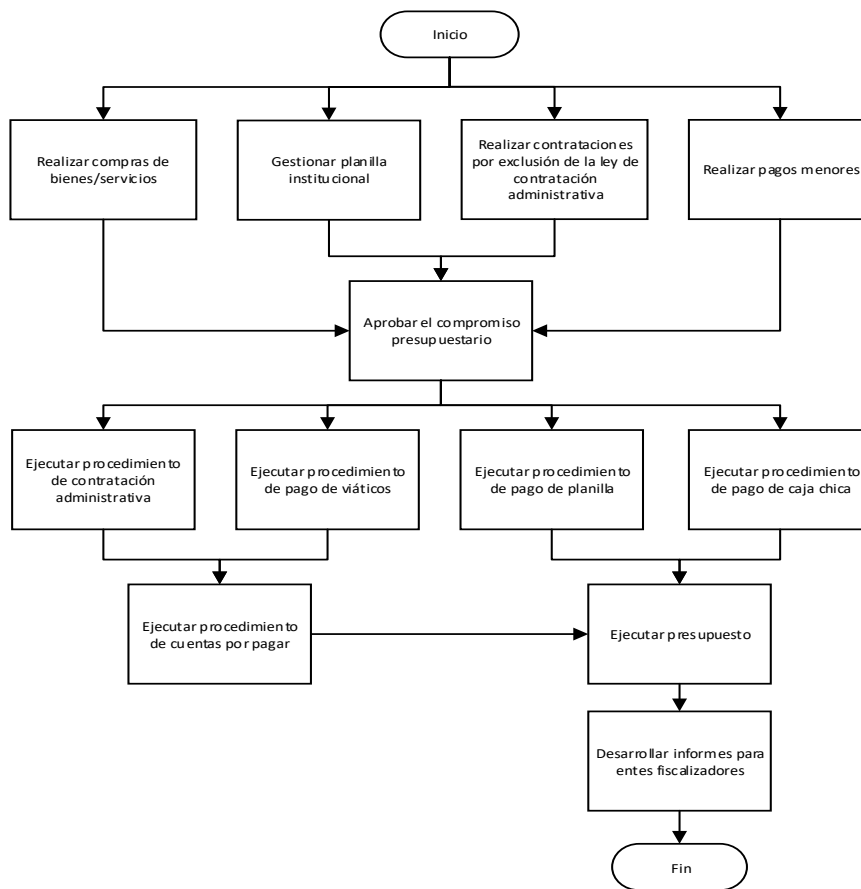 Inicio
Realizar compras de
bienes/servicios
Gestionar planilla
institucional
Realizar contrataciones
por exclusión de la ley de
contratación
administrativa
Realizar pagos menores
Aprobar el compromiso
presupuestario
Ejecutar procedimiento
de contratación
administrativa
Ejecutar procedimiento
de pago de viáticos
Ejecutar procedimiento
de pago de planilla
Ejecutar procedimiento
de pago de caja chica
Ejecutar procedimiento
de cuentas por pagar
Ejecutar presupuesto
Desarrollar informes para
entes fiscalizadores
Fin